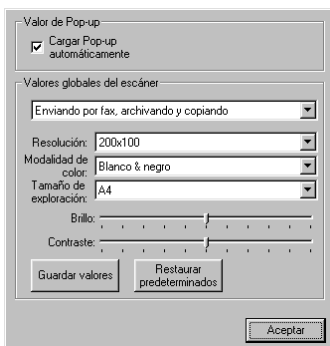 Valor de Pop-up
Cargar Pop-up
automáticamente
Valores globales del escáner
Enviando por fax, archivando y copiando
Resolución: 200x100
Modalidad de
color: Blanco & negro
Tamaño de
exploración: A4
Brillo:
Contraste:
Guardar valores
Restaurar
predeterminados
Aceptar